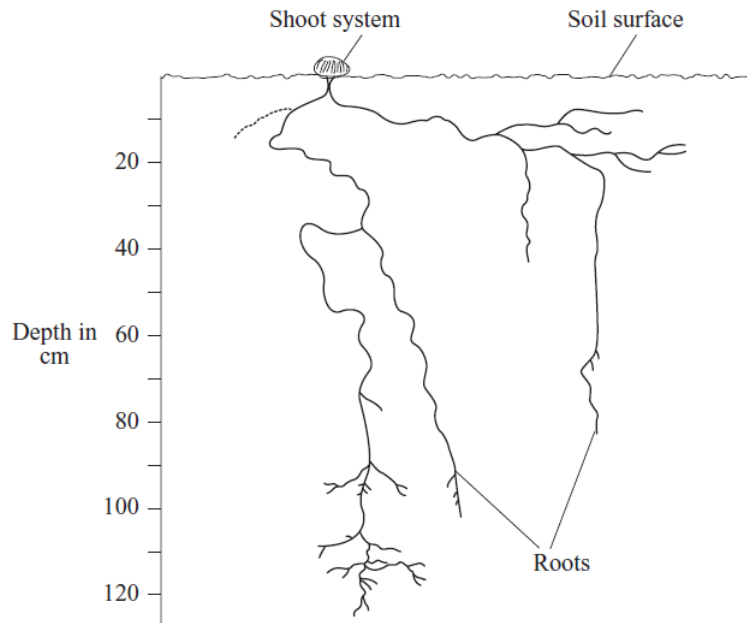 Shoot system
Soil surface
20
40
Depth in
cm
60
80
100
Roots
120